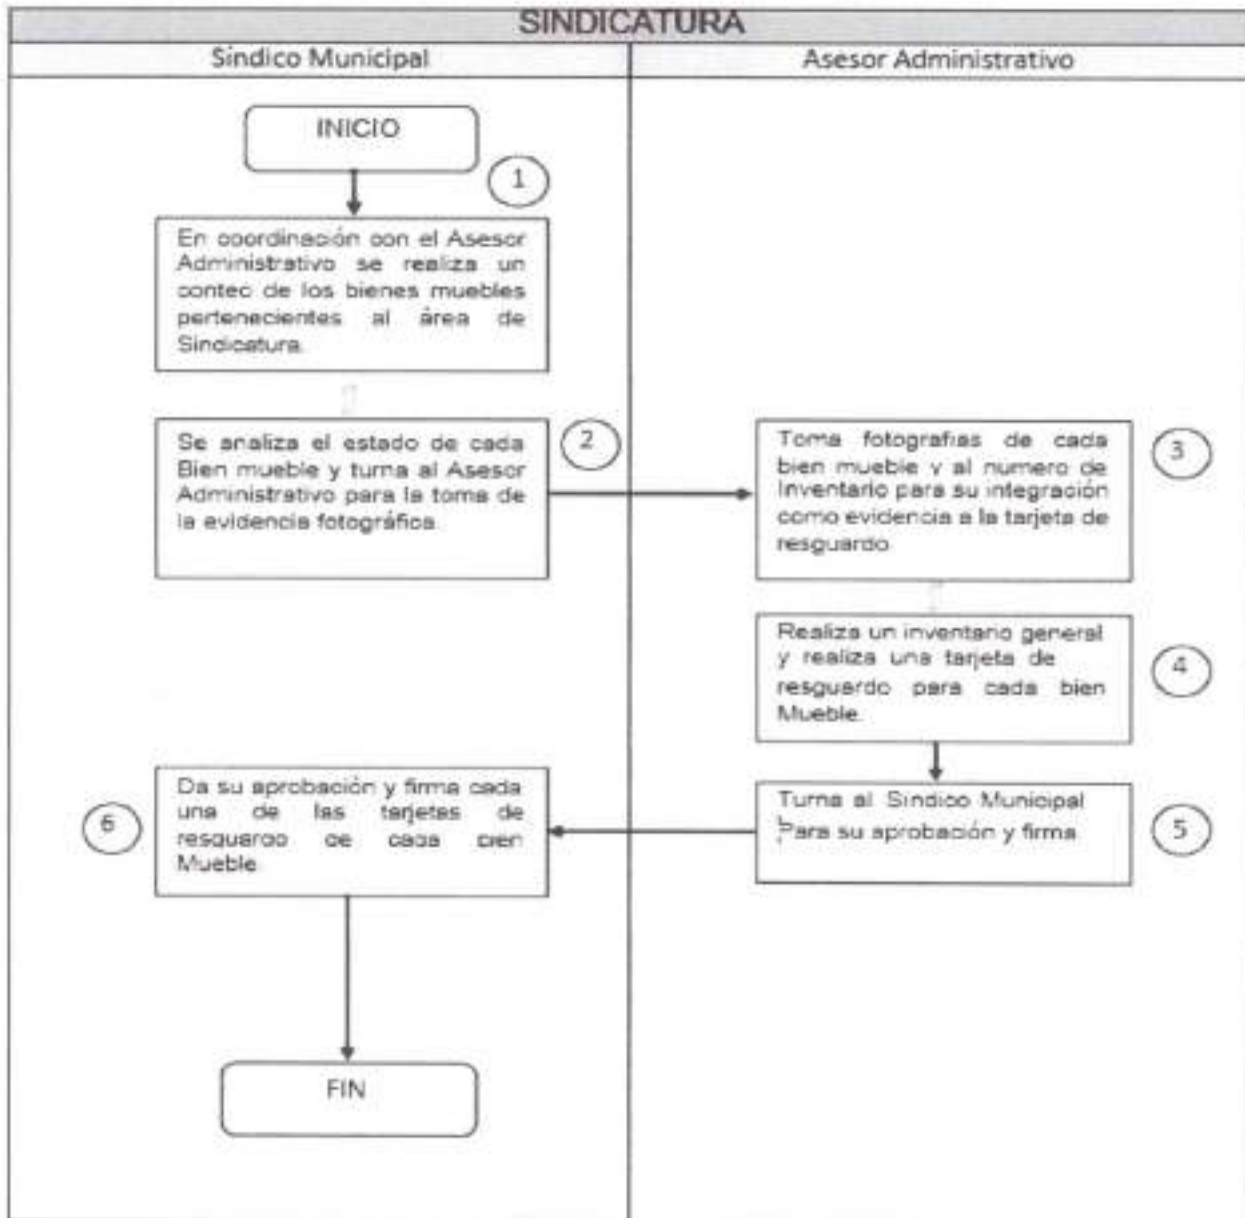 SINDICATURA
Síndico Municipal
Asesor Administrativo
INICIO
1
En coordinación con el Asesor
Administrativo se realiza un
conteo de los bienes muebles
pertenecientes al área de
Sindicatura.
Se analiza el estado de cada
Bien mueble y turna al Asesor
Administrativo para la toma de
la evidencia fotográfica.
2
Toma fotografias de cada
bien mueble y al numero de
Inventario para su integración
como evidencia a la tarjeta de
resguardo
3
Realiza un inventario general
y realiza una tarjeta de
resguardo para cada bien
Mueble.
4
Turna al Sindico Municipal
Para su aprobación y firma
5
Da su aprobación y firma cada
una de las tarjetas de
resguardo de cada bien
Mueble.
6
FIN